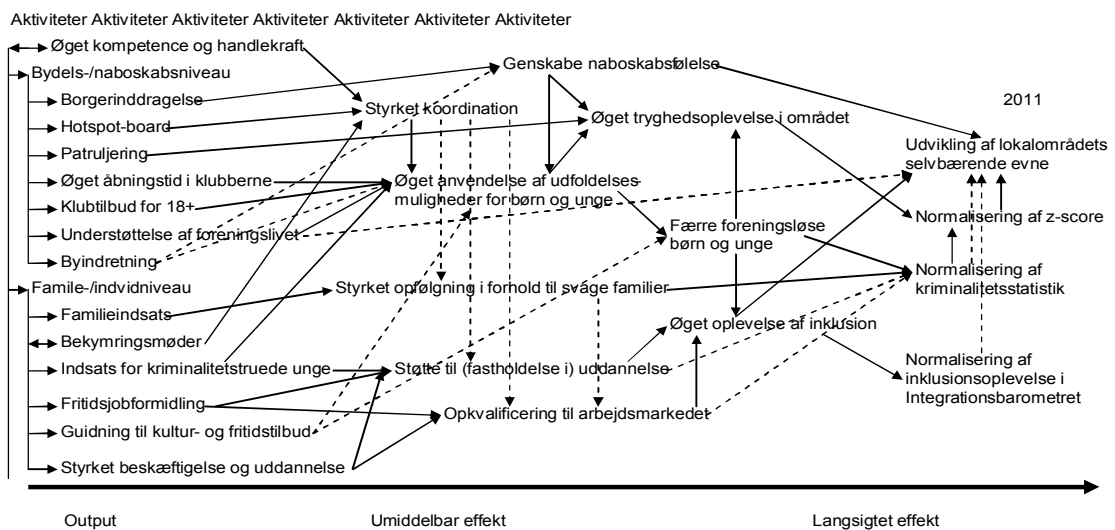 Aktiviteter Aktiviteter Aktiviteter Aktiviteter Aktiviteter Aktiviteter Aktiviteter
Øget kompetence og handlekraft
Bydels-/naboskabsniveau
Borgerinddragelse
Hotspot-board
Patruljering
Øget åbningstid i klubberne
Klubtilbud for 18+
Understøttelse af foreningslivet
Byindretning
Famile-/indvidniveau
Familieindsats
Bekymringsmøder
Indsats for kriminalitetstruede unge
Fritidsjobformidling
Guidning til kultur- og fritidstilbud
Styrket beskæftigelse og uddannelse
Genskabe naboskabsfølelse
Styrket koordination
Øget tryghedsoplevelse i området
Øget anvendelse af udfoldelses-
muligheder for børn og unge
Færre foreningsløse
børn og unge
Styrket opfølgning i forhold til svage familier
Øget oplevelse af inklusion
Støtte til (fastholdelse i) uddannelse
Opkvalificering til arbejdsmarkedet
2011
Udvikling af lokalområdets
selvbærende evne
Normalisering af z-score
Normalisering af
kriminalitetsstatistik
Normalisering af
inklusionsoplevelse i
Integrationsbarometret
Output
Umiddelbar effekt
Langsigtet effekt